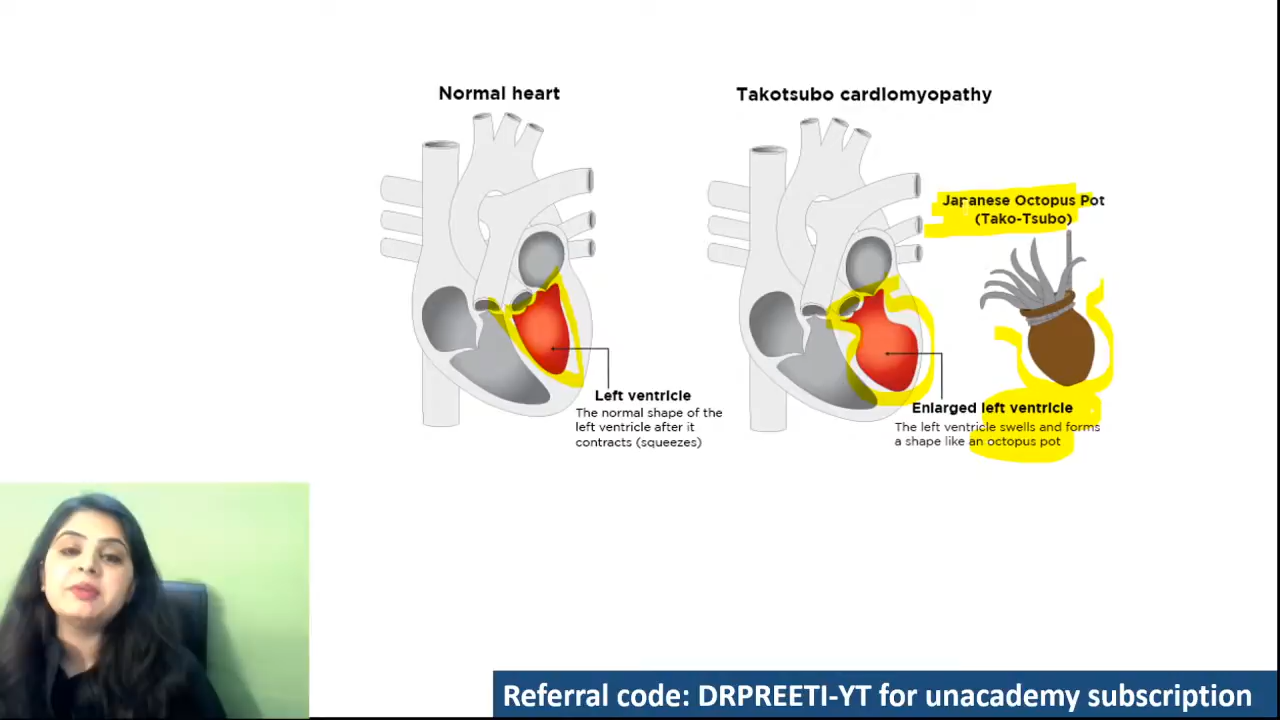 Normal heart
Left ventricle
The normal shape of the
left ventricle after it
contracts (squeezes)
Takotsubo cardiomyopathy
Japanese Octopus Pot
(Tako-Tsubo)
Enlarged left ventricle
The left ventricle swells and forms
a shape like an octopus pot
Referral code: DRPREETI-YT for unacademy subscription